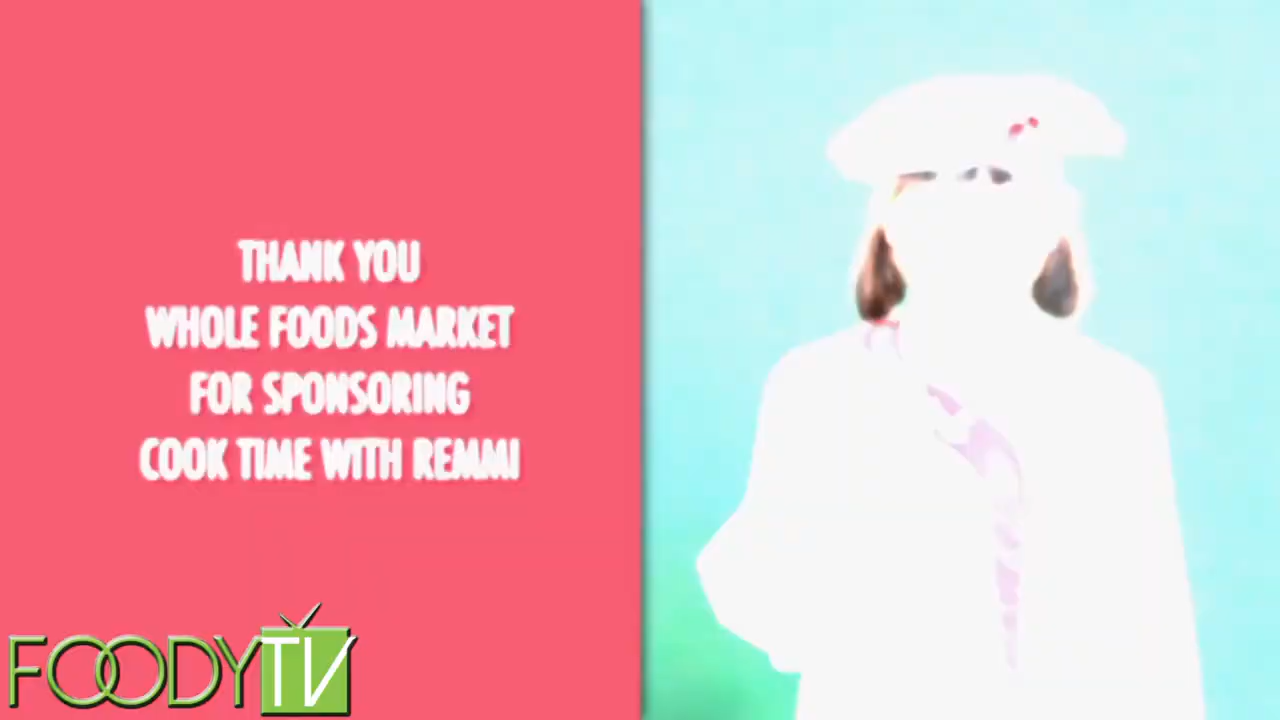 THANK YOU
WHOLE FOODS MARKET
FOR SPONSORING
COOK TIME WITH REMMI
FOODYTV